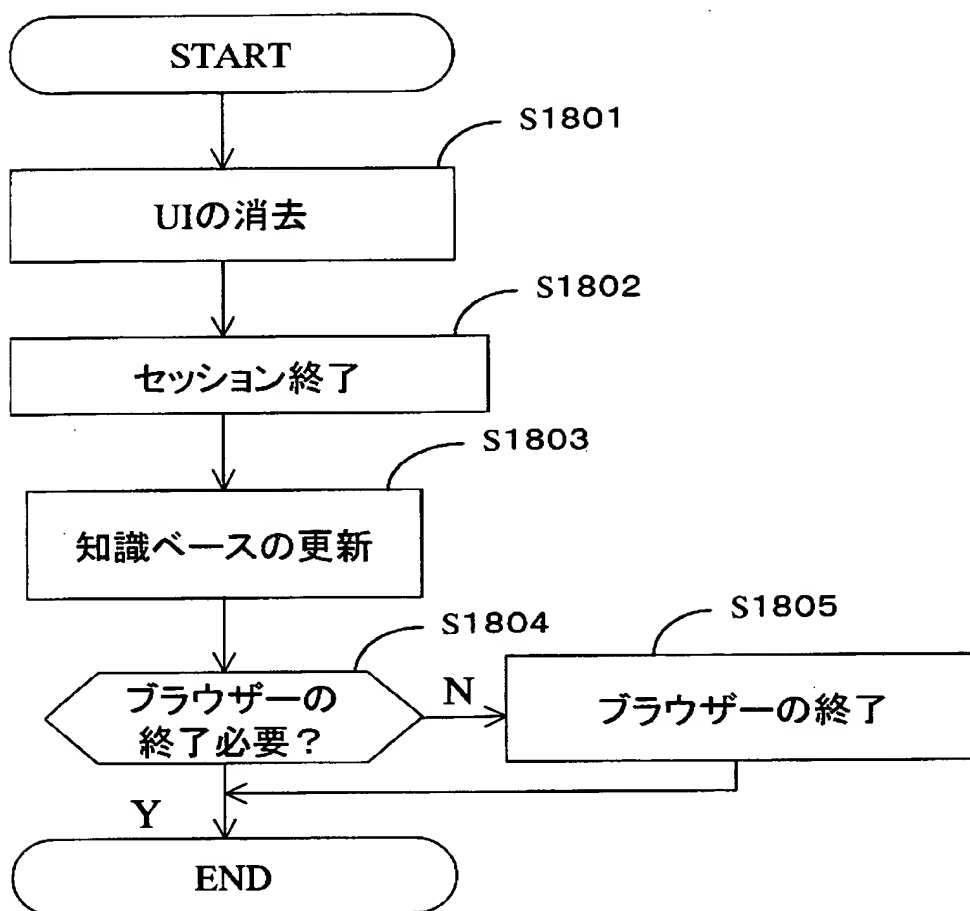 START
S1801
UIの消去
S1802
セッション終了
S1803
知識ベースの更新
S1804
ブラウザーの
終了必要？
N
S1805
ブラウザーの終了
Y
END